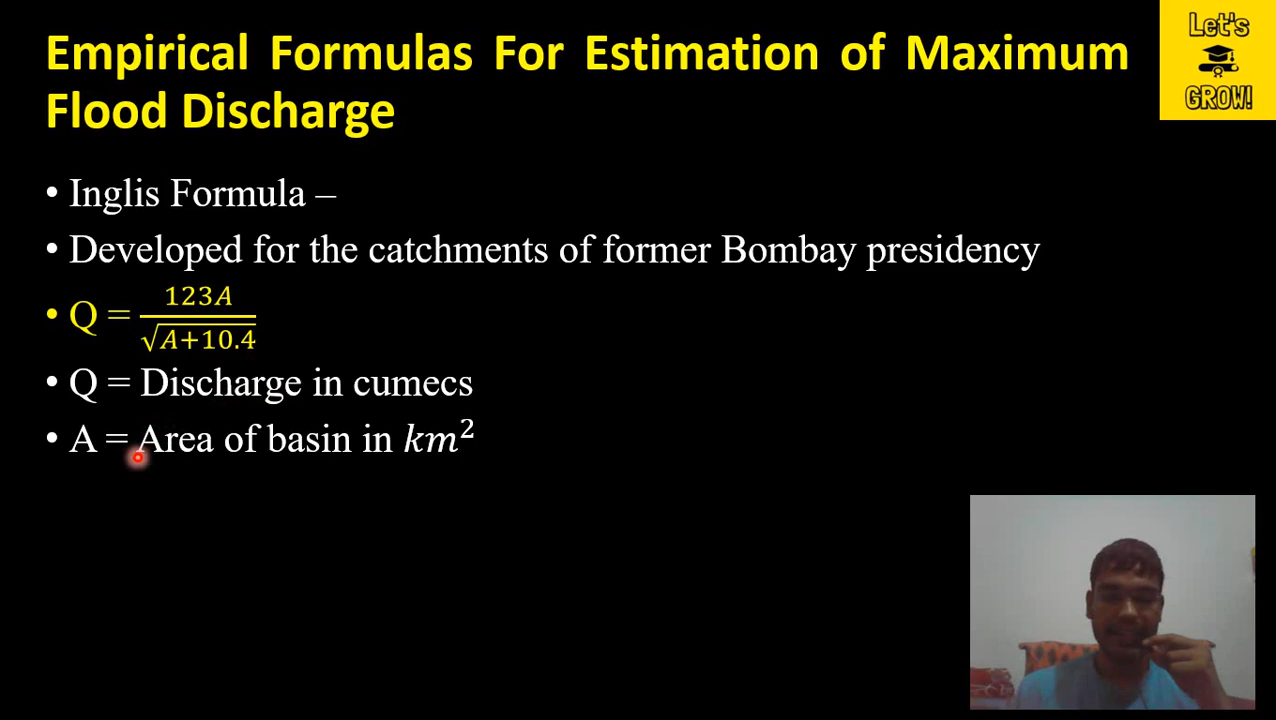 Empirical Formulas For Estimation of Maximum
Flood Discharge
Let's
GROW!
• Inglis Formula –
• Developed for the catchments of former Bombay presidency
• Q = 123A / √(A+10.4)
• Q = Discharge in cumecs
• A = Area of basin in km²